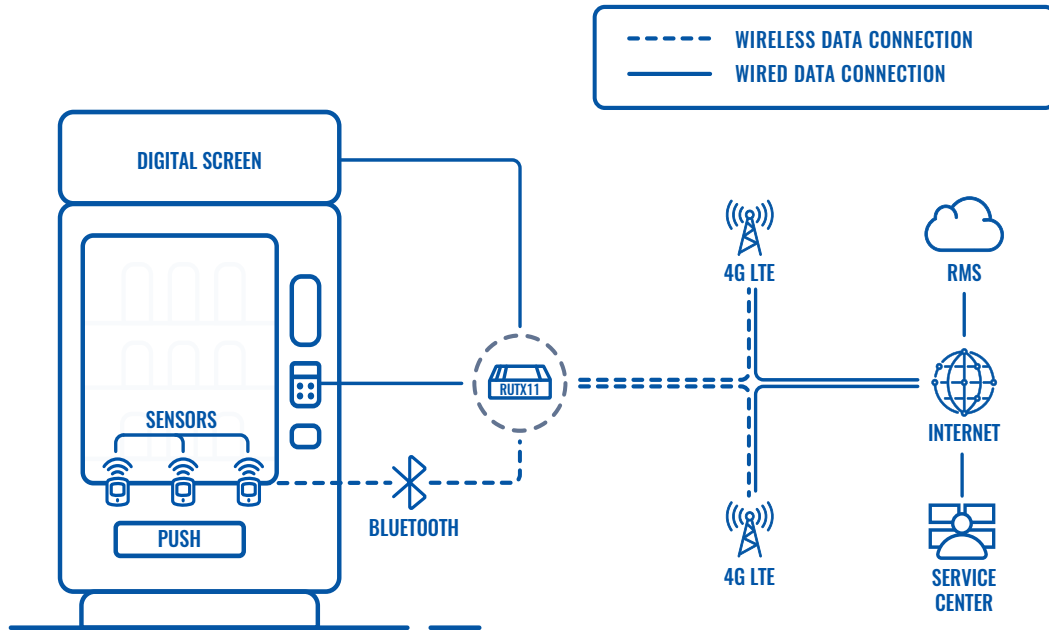 WIRELESS DATA CONNECTION
WIRED DATA CONNECTION
DIGITAL SCREEN
4G LTE
RMS
RUTX11
SENSORS
INTERNET
BLUETOOTH
PUSH
4G LTE
SERVICE
CENTER